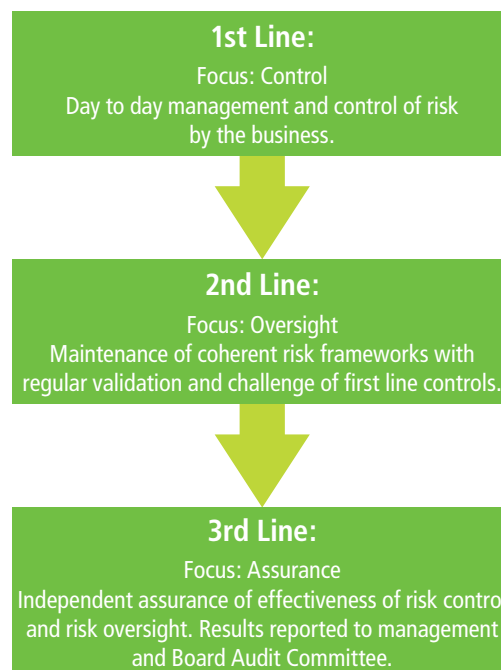 1st Line:
Focus: Control
Day to day management and control of risk
by the business.
2nd Line:
Focus: Oversight
Maintenance of coherent risk frameworks with
regular validation and challenge of first line controls.
3rd Line:
Focus: Assurance
Independent assurance of effectiveness of risk control
and risk oversight. Results reported to management
and Board Audit Committee.